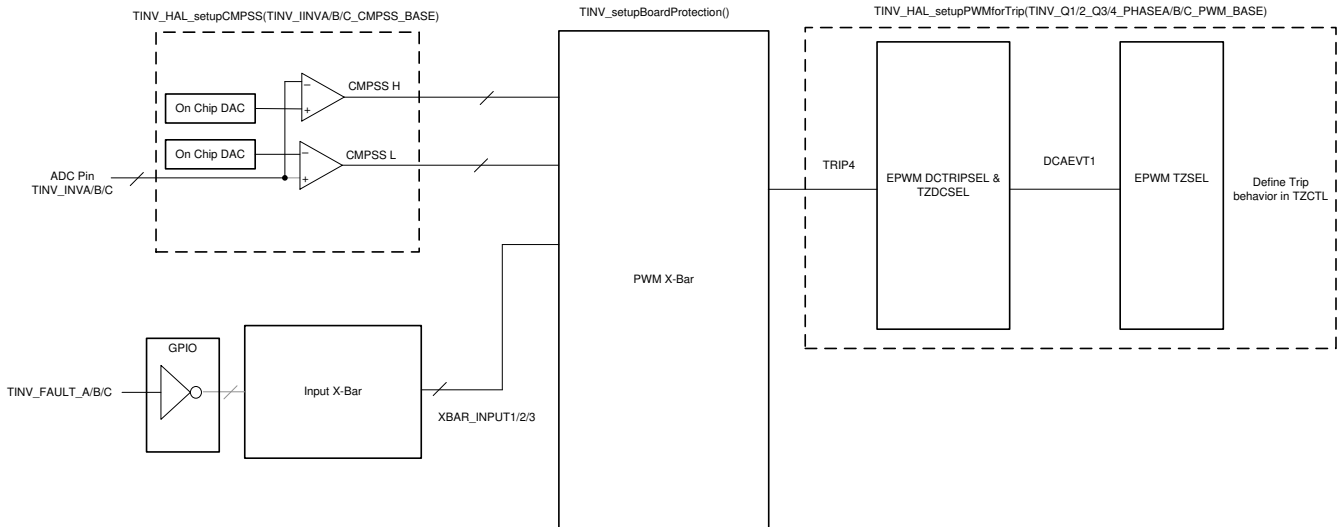 TINV_HAL_setupCMPSS(TINV_IINVA/B/C_CMPSS_BASE)
TINV_setupBoardProtection()
TINV_HAL_setupPWMforTrip(TINV_Q1/2_Q3/4_PHASEA/B/C_PWM_BASE)
CMPSS H
On Chip DAC
−
+
On Chip DAC
CMPSS L
−
+
ADC Pin
TINV_INVA/B/C
TRIP4
EPWM DCTRIPSEL &
TZDCSEL
DCAEVT1
EPWM TZSEL
Define Trip
behavior in TZCTL
PWM X-Bar
GPIO
TINV_FAULT_A/B/C
Input X-Bar
XBAR_INPUT1/2/3